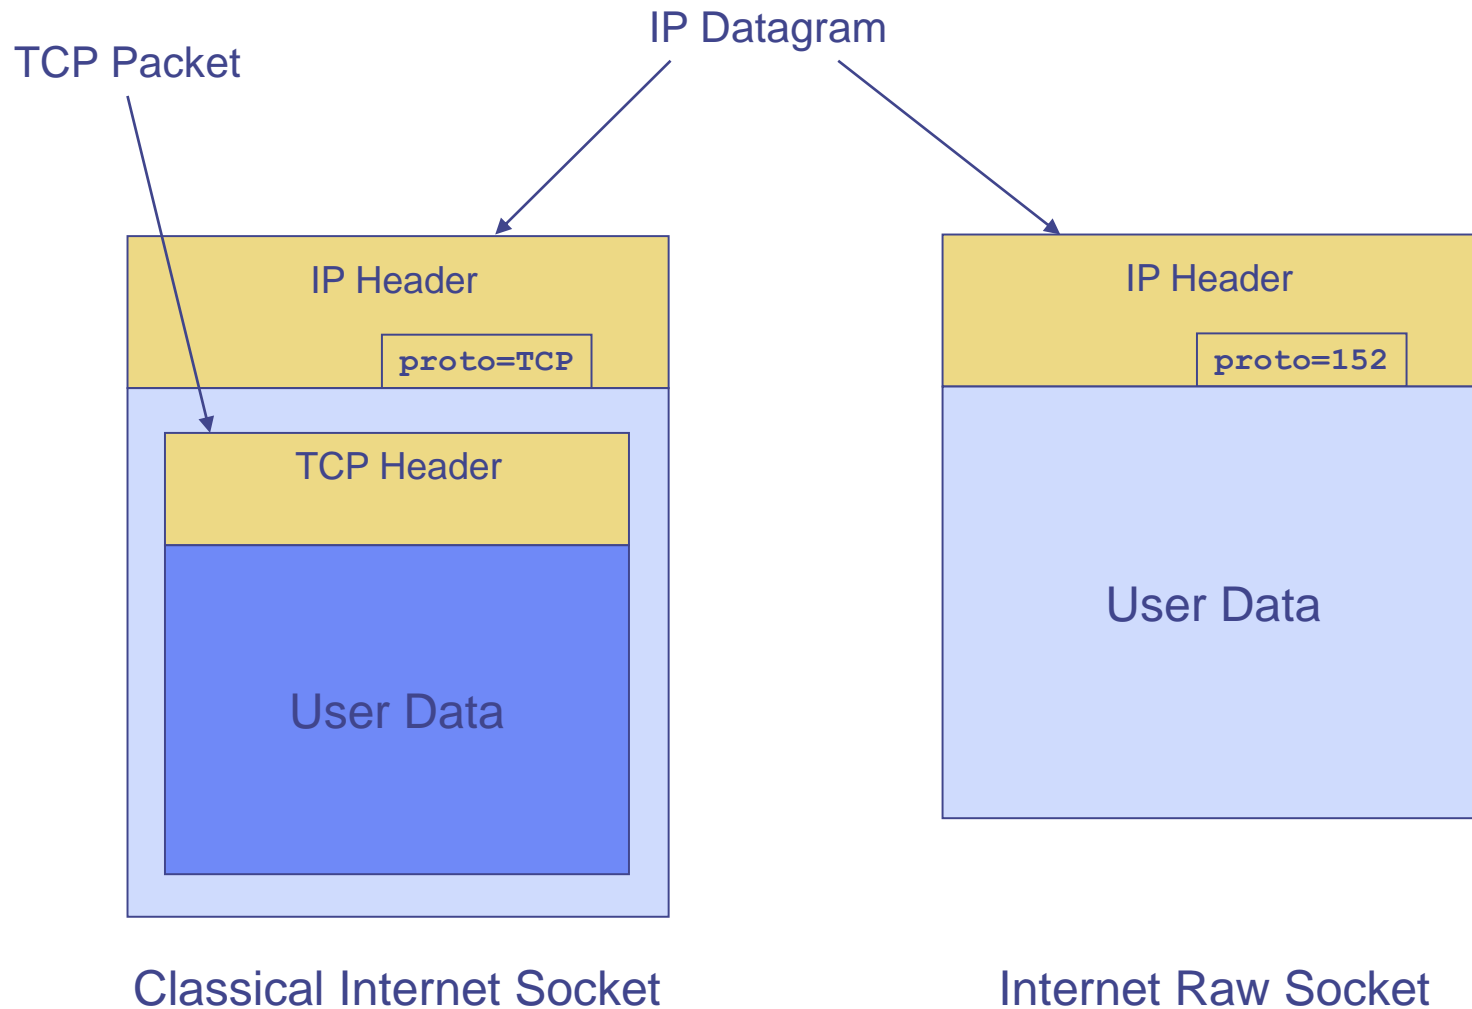 IP Datagram
TCP Packet
IP Header
proto=TCP
TCP Header
User Data
Classical Internet Socket
IP Header
proto=152
User Data
Internet Raw Socket